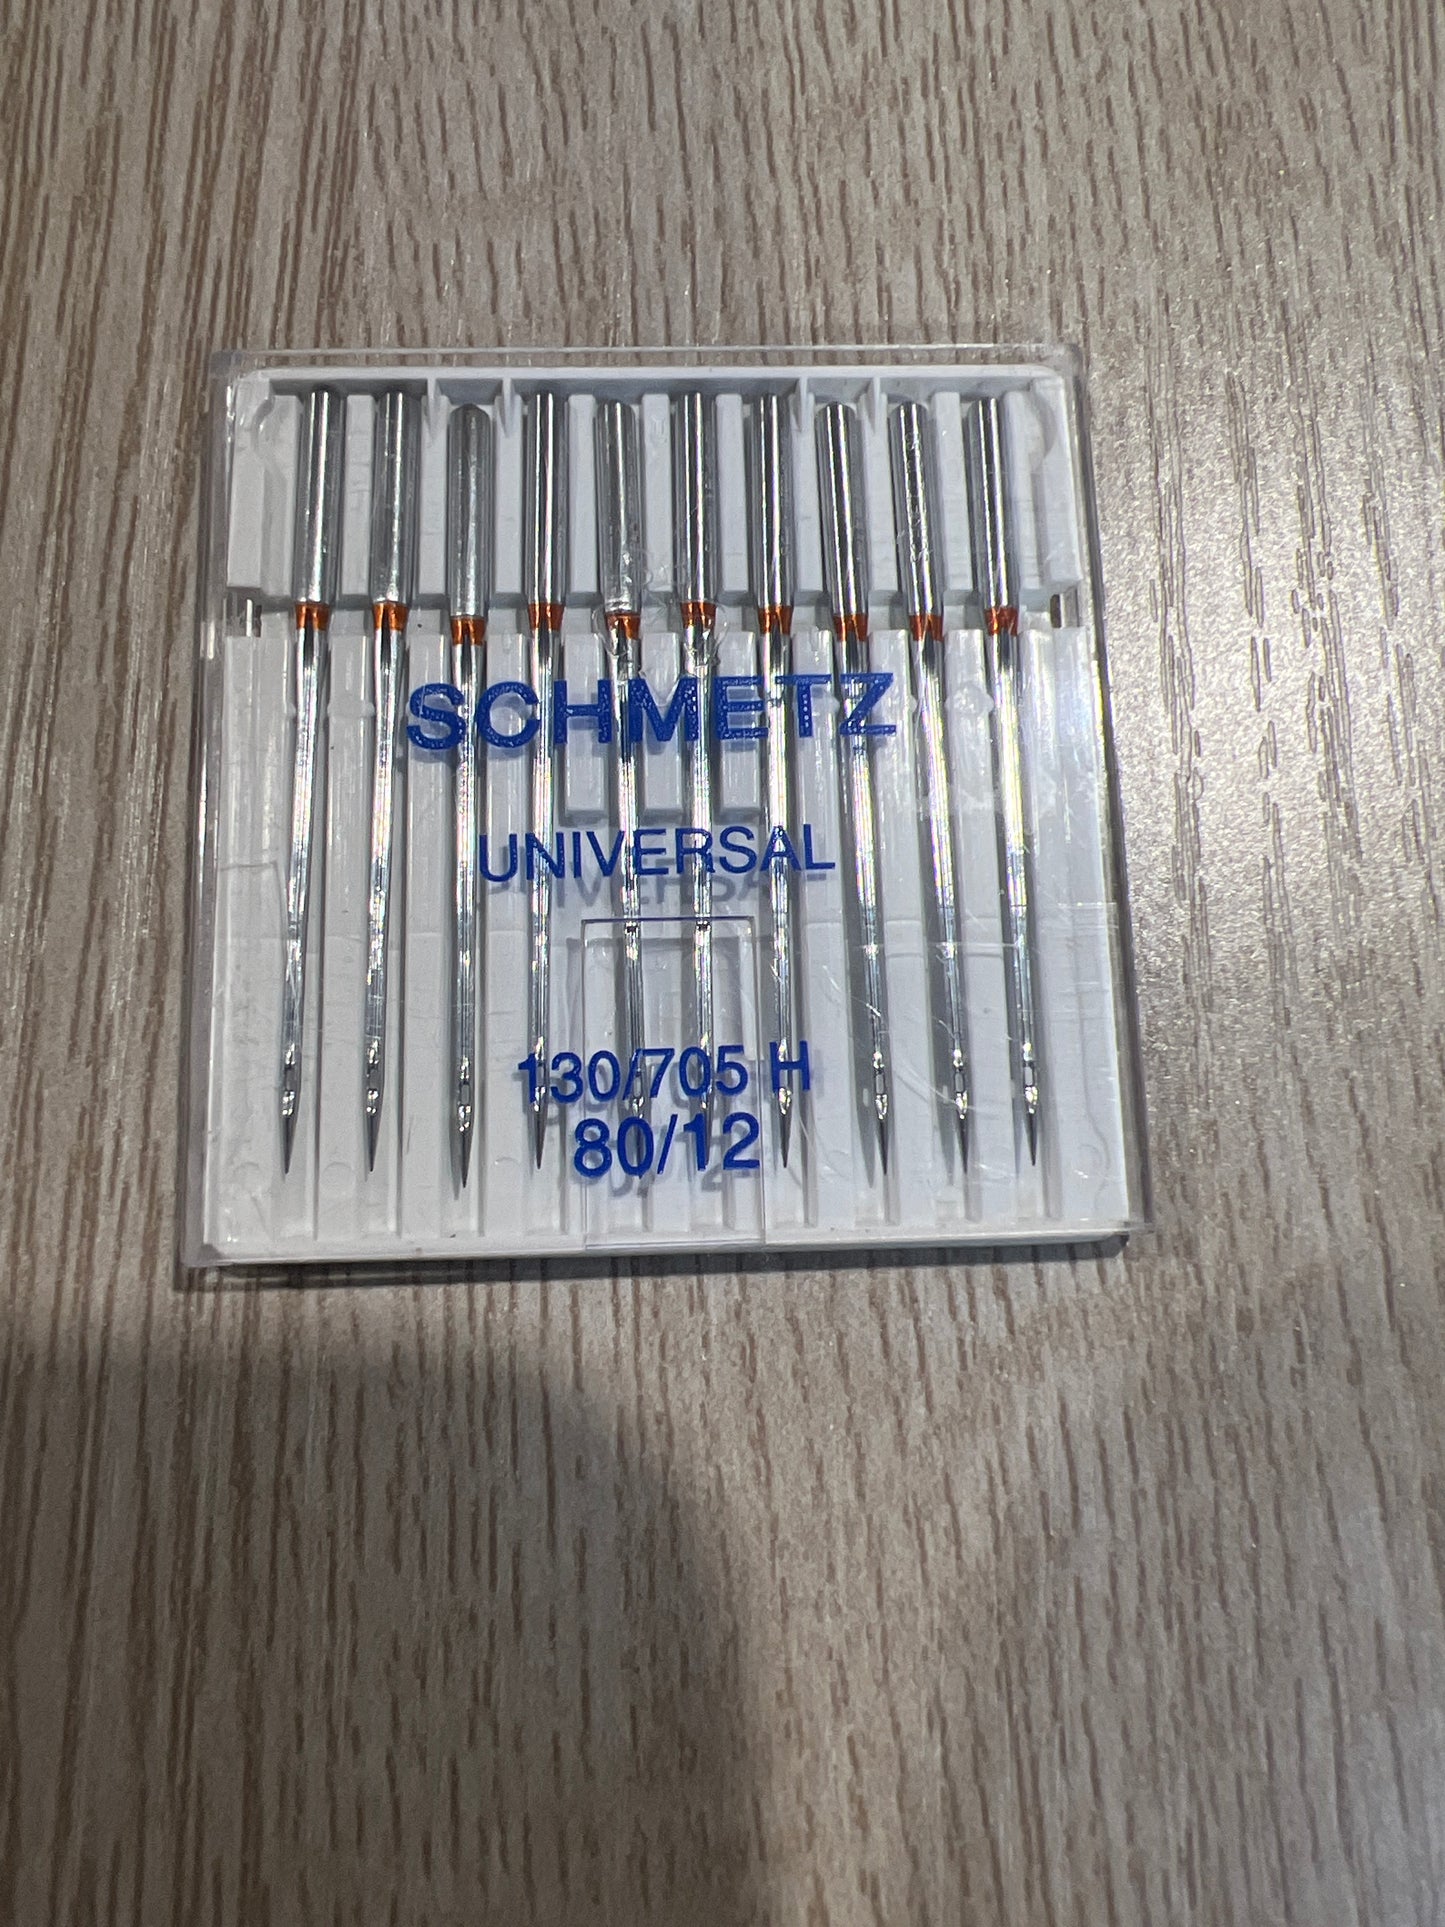 SCHMETZ
UNIVERSAL
130/705 H
80/12